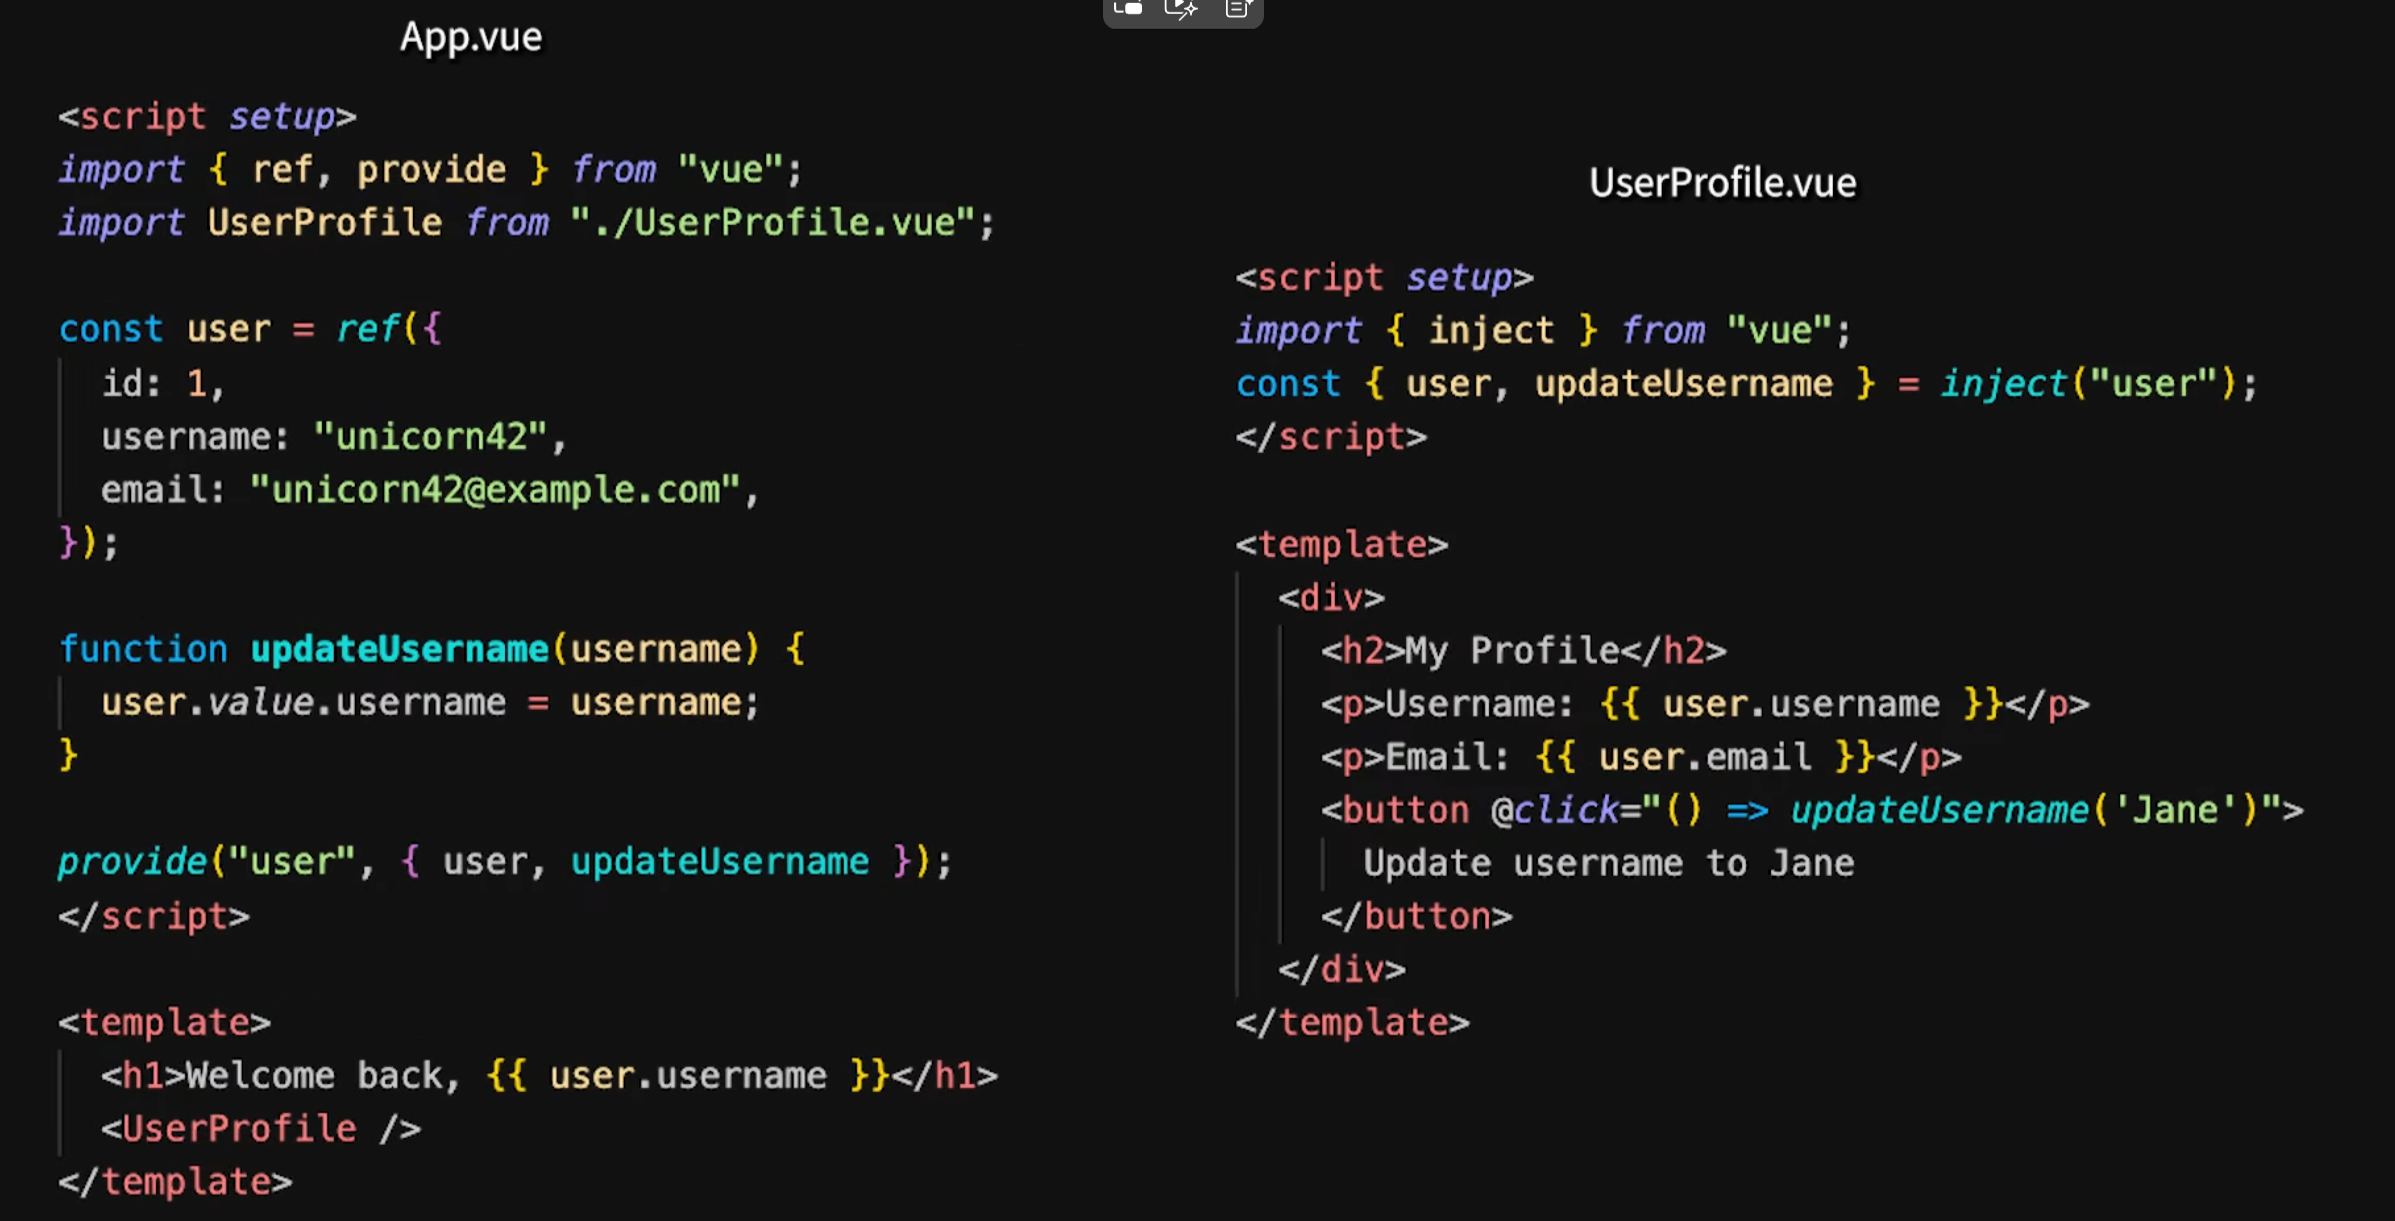 App.vue
<script setup>
import { ref, provide } from "vue";
import UserProfile from "./UserProfile.vue";
const user = ref({
  id: 1,
  username: "unicorn42",
  email: "unicorn42@example.com",
});
function updateUsername(username) {
  user.value.username = username;
}
provide("user", { user, updateUsername });
</script>
<template>
  <h1>Welcome back, {{ user.username }}</h1>
  <UserProfile />
</template>
UserProfile.vue
<script setup>
import { inject } from "vue";
const { user, updateUsername } = inject("user");
</script>
<template>
  <div>
    <h2>My Profile</h2>
    <p>Username: {{ user.username }}</p>
    <p>Email: {{ user.email }}</p>
    <button @click="() => updateUsername('Jane')">
      Update username to Jane
    </button>
  </div>
</template>